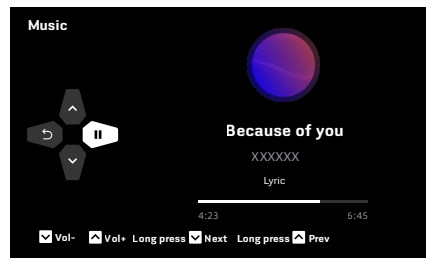 Music
Because of you
XXXXXX
Lyric
4:23 6:45
Vol- Vol+ Long press Next Long press Prev